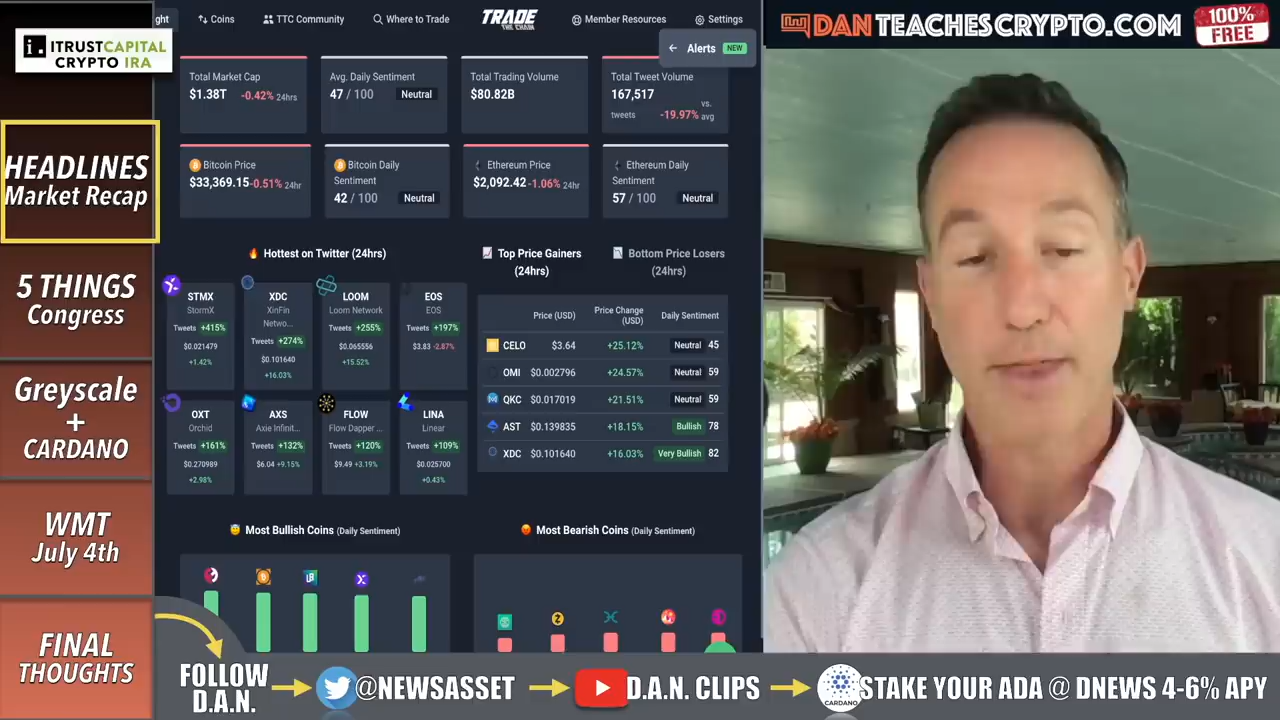 ITRUSTCAPITAL
CRYPTO IRA
HEADLINES
Market Recap
5 THINGS
Congress
Greyscale
+
CARDANO
WMT
July 4th
FINAL
THOUGHTS
ght
Coins
TTC Community
Where to Trade
TRADE
THE CHAIN
Member Resources
Settings
Alerts NEW
Total Market Cap
$1.38T -0.42% 24hrs
Avg. Daily Sentiment
47 / 100 Neutral
Total Trading Volume
$80.82B
Total Tweet Volume
167,517
tweets -19.97% vs. avg
Bitcoin Price
$33,369.15 -0.51% 24hr
Bitcoin Daily
Sentiment
42 / 100 Neutral
Ethereum Price
$2,092.42 -1.06% 24hr
Ethereum Daily
Sentiment
57 / 100 Neutral
Hottest on Twitter (24hrs)
STMX
StormX
Tweets +415%
$0.021479
+1.42%
XDC
XinFin
Netwo...
Tweets
+274%
$0.101640
+16.03%
LOOM
Loom Network
Tweets +255%
$0.065556
+15.52%
EOS
EOS
Tweets +197%
$3.83 -2.87%
OXT
Orchid
Tweets +161%
$0.270989
+2.98%
AXS
Axie Infinit...
Tweets +132%
$6.04 +9.15%
FLOW
Flow Dapper ...
Tweets +120%
$9.49 +3.19%
LINA
Linear
Tweets +109%
$0.025700
+0.43%
Top Price Gainers
(24hrs)
Bottom Price Losers
(24hrs)
Price (USD) Price Change (USD) Daily Sentiment
CELO $3.64 +25.12% Neutral 45
OMI $0.002796 +24.57% Neutral 59
QKC $0.017019 +21.51% Neutral 59
AST $0.139835 +18.15% Bullish 78
XDC $0.101640 +16.03% Very Bullish 82
Most Bullish Coins (Daily Sentiment)
Most Bearish Coins (Daily Sentiment)
DANTEACHESCRYPTO.COM
100%
FREE
FOLLOW
D.A.N.
@NEWSASSET
D.A.N. CLIPS
CARDANO
STAKE YOUR ADA @ DNEWS 4-6% APY